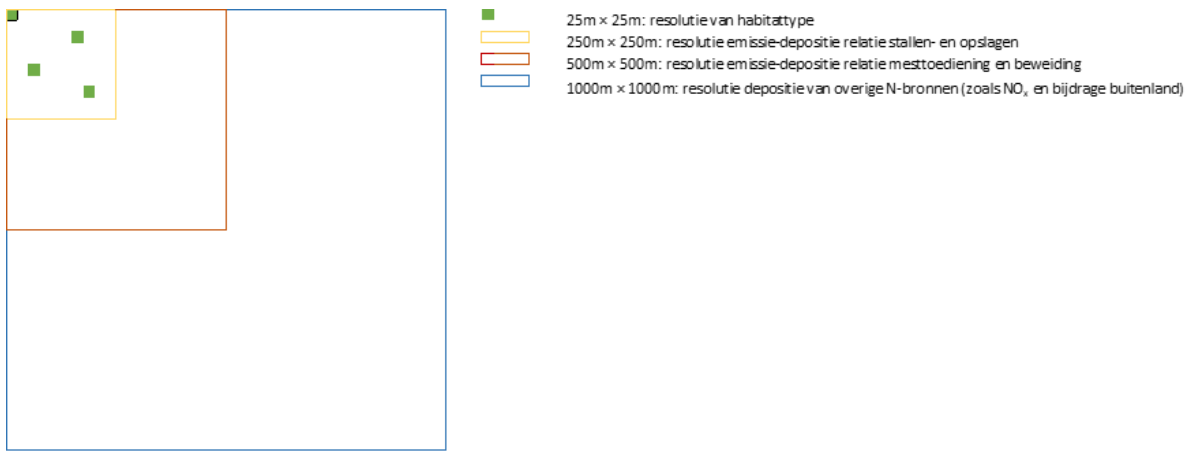 25m × 25m: resolutie van habitattype
250m × 250m: resolutie emissie-depositie relatie stallen- en opslagen
500m × 500m: resolutie emissie-depositie relatie mesttoediening en beweiding
1000m × 1000m: resolutie depositie van overige N-bronnen (zoals NOₓ en bijdrage buitenland)